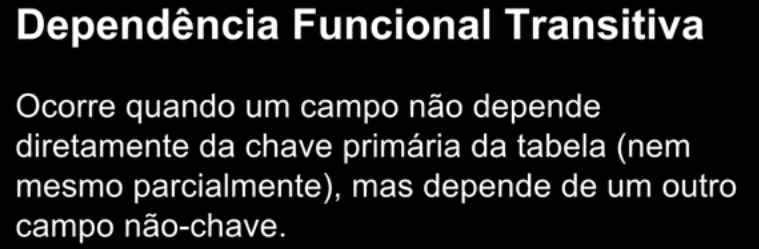 Dependência Funcional Transitiva
Ocorre quando um campo não depende
diretamente da chave primária da tabela (nem
mesmo parcialmente), mas depende de um outro
campo não-chave.